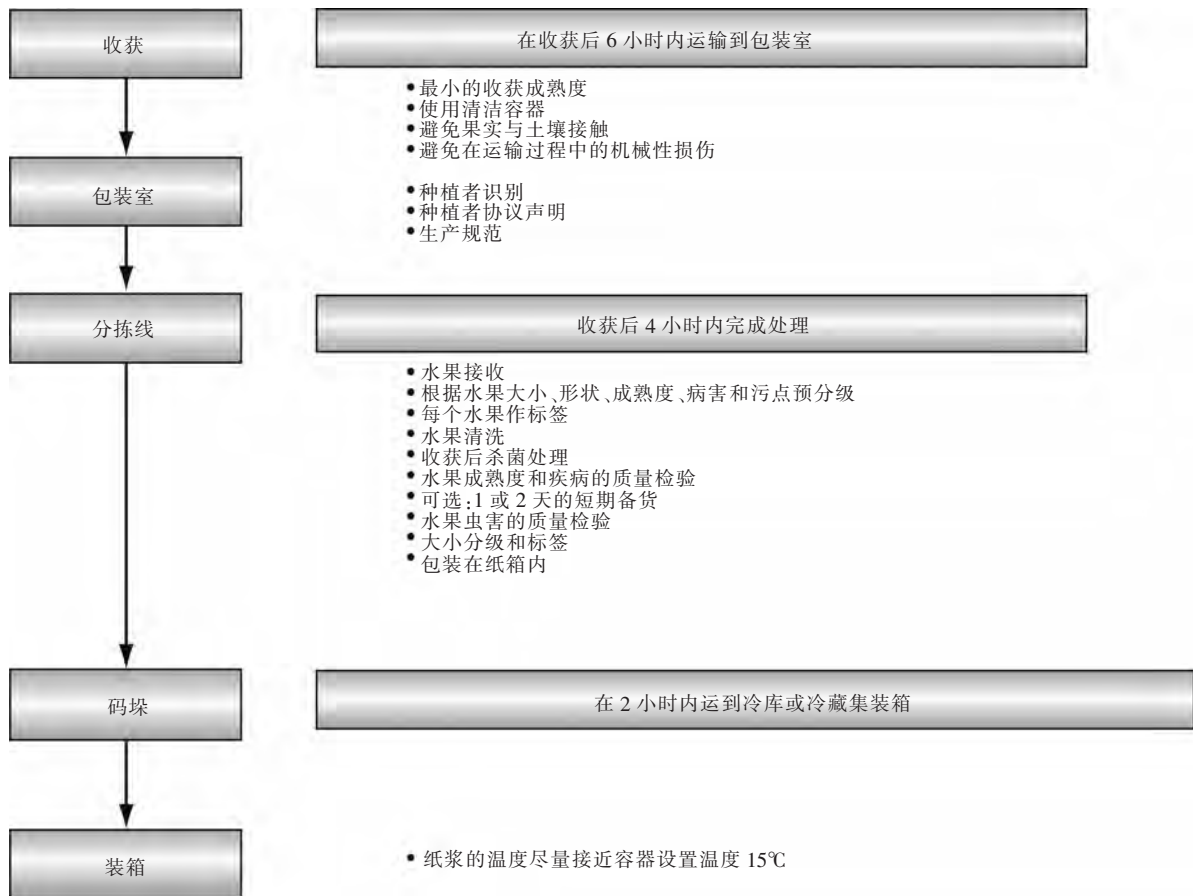 收获
在收获后 6 小时内运输到包装室
•最小的收获成熟度
•使用清洁容器
•避免果实与土壤接触
•避免在运输过程中的机械性损伤
包装室
•种植者识别
•种植者协议声明
•生产规范
分拣线
收获后 4 小时内完成处理
•水果接收
•根据水果大小、形状、成熟度、病害和污点预分级
•每个水果作标签
•水果清洗
•收获后杀菌处理
•水果成熟度和疾病的质量检验
•可选:1 或 2 天的短期备货
•水果虫害的质量检验
•大小分级和标签
•包装在纸箱内
码垛
在 2 小时内运到冷库或冷藏集装箱
装箱
•纸浆的温度尽量接近容器设置温度 15℃